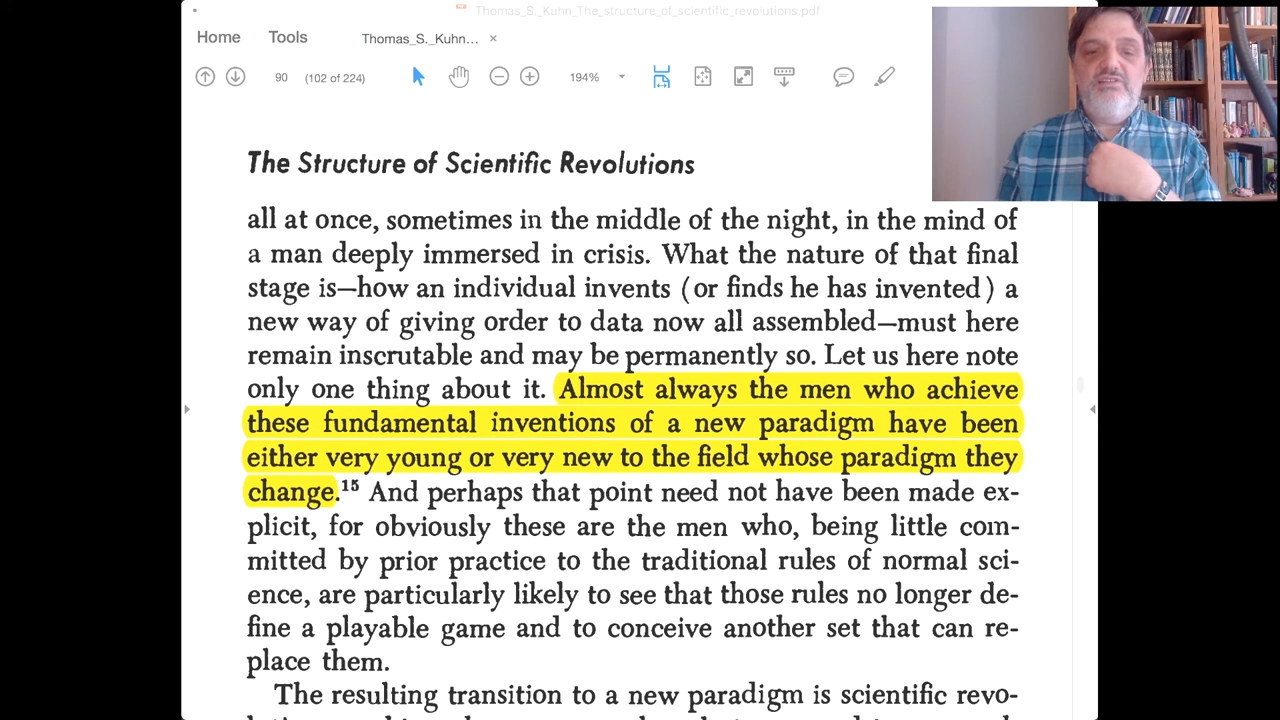 Thomas_S._Kuhn_The_structure_of_scientific_revolutions.pdf
Home Tools Thomas_S._Kuhn... ×
90 (102 of 224) 194%
The Structure of Scientific Revolutions
all at once, sometimes in the middle of the night, in the mind of
a man deeply immersed in crisis. What the nature of that final
stage is—how an individual invents (or finds he has invented) a
new way of giving order to data now all assembled—must here
remain inscrutable and may be permanently so. Let us here note
only one thing about it. Almost always the men who achieve
these fundamental inventions of a new paradigm have been
either very young or very new to the field whose paradigm they
change.¹⁵ And perhaps that point need not have been made ex-
plicit, for obviously these are the men who, being little com-
mitted by prior practice to the traditional rules of normal sci-
ence, are particularly likely to see that those rules no longer de-
fine a playable game and to conceive another set that can re-
place them.
The resulting transition to a new paradigm is scientific revo-